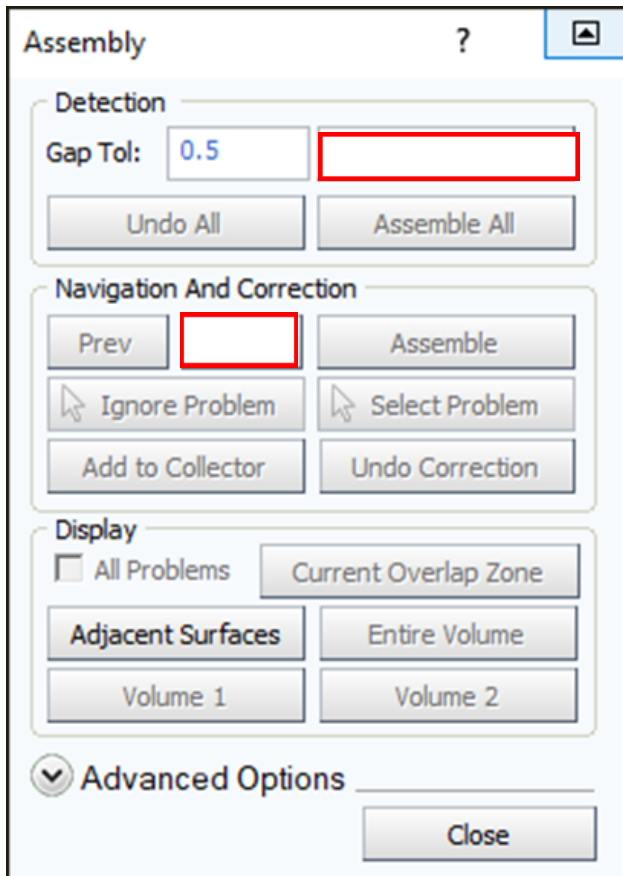 Assembly ?
Detection
Gap Tol: 0.5
Undo All Assemble All
Navigation And Correction
Prev Assemble
Ignore Problem Select Problem
Add to Collector Undo Correction
Display
All Problems Current Overlap Zone
Adjacent Surfaces Entire Volume
Volume 1 Volume 2
Advanced Options
Close